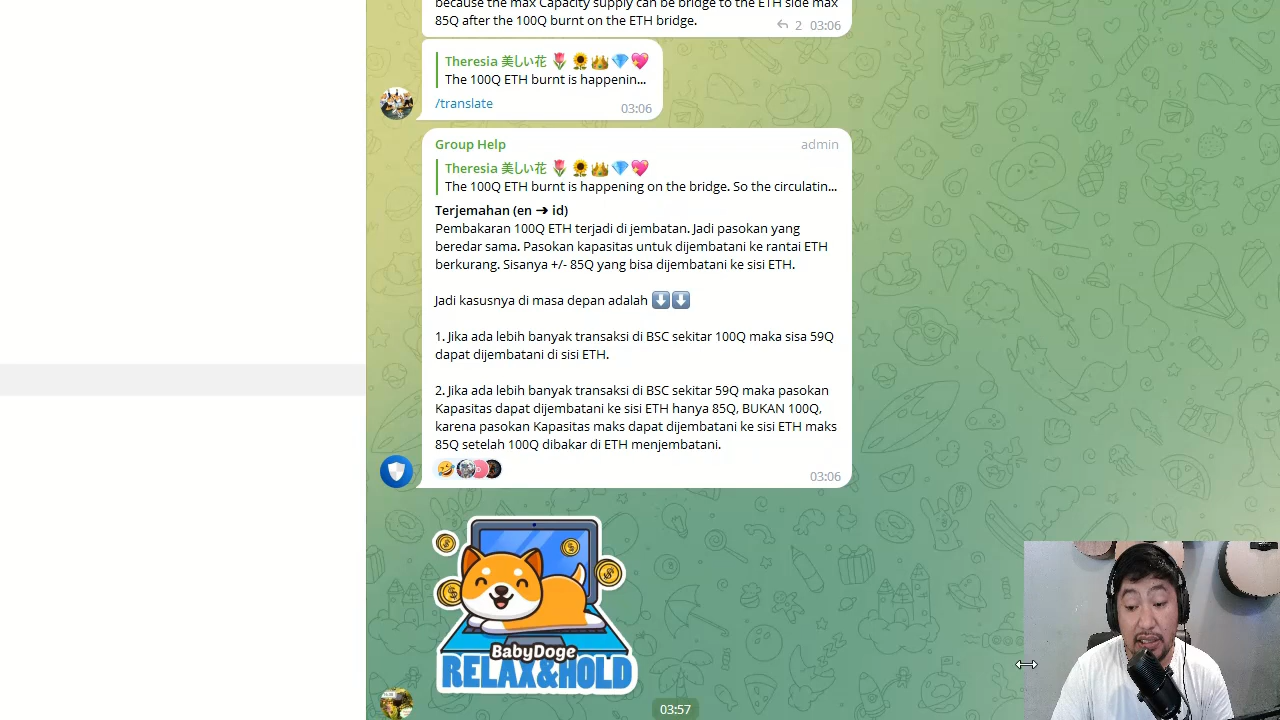 because the max Capacity supply can be bridge to the ETH side max
85Q after the 100Q burnt on the ETH bridge.
2 03:06
Theresia 美しい花 🌷 🌻 👑 💎 💖
The 100Q ETH burnt is happenin...
/translate
03:06
Group Help
admin
Theresia 美しい花 🌷 🌻 👑 💎 💖
The 100Q ETH burnt is happening on the bridge. So the circulatin...
Terjemahan (en ➜ id)
Pembakaran 100Q ETH terjadi di jembatan. Jadi pasokan yang
beredar sama. Pasokan kapasitas untuk dijembatani ke rantai ETH
berkurang. Sisanya +/- 85Q yang bisa dijembatani ke sisi ETH.
Jadi kasusnya di masa depan adalah ⬇️⬇️
1. Jika ada lebih banyak transaksi di BSC sekitar 100Q maka sisa 59Q
dapat dijembatani di sisi ETH.
2. Jika ada lebih banyak transaksi di BSC sekitar 59Q maka pasokan
Kapasitas dapat dijembatani ke sisi ETH hanya 85Q, BUKAN 100Q,
karena pasokan Kapasitas maks dapat dijembatani ke sisi ETH maks
85Q setelah 100Q dibakar di ETH menjembatani.
03:06
BabyDoge
RELAX&HOLD
03:57